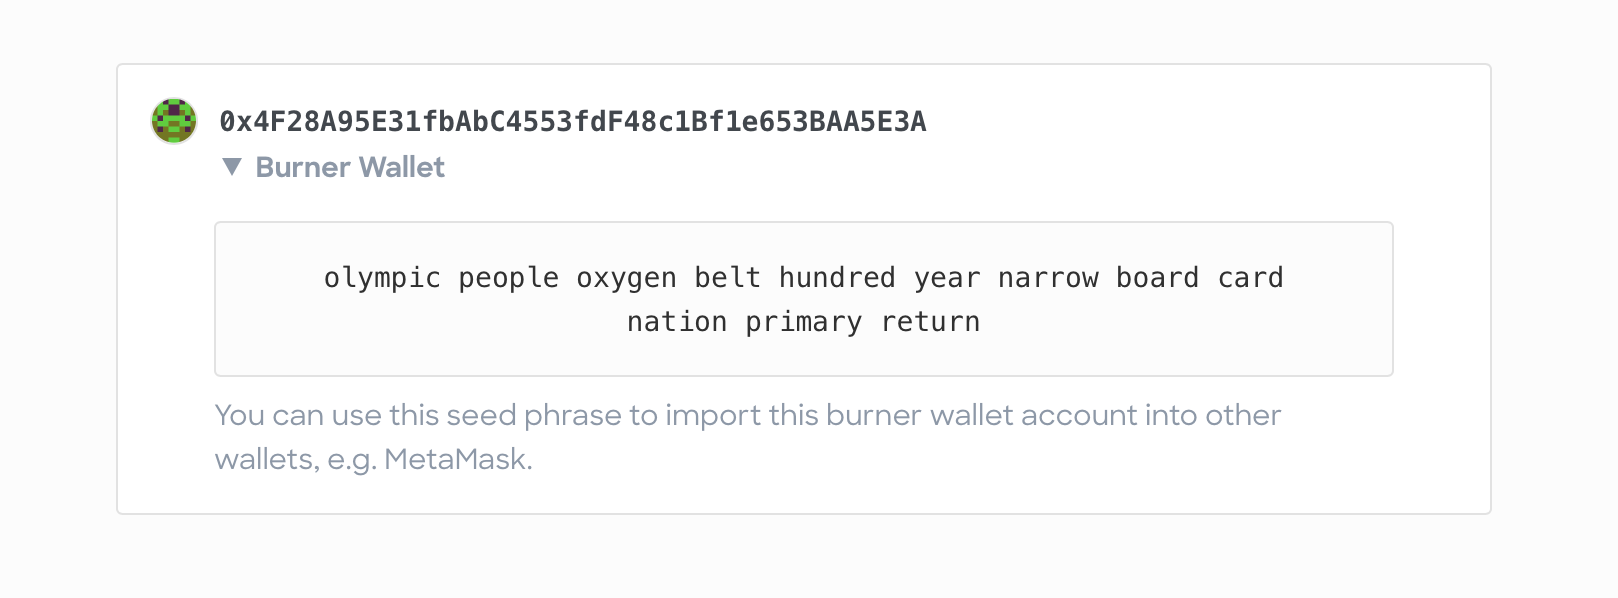 0x4F28A95E31fbAbC4553fdF48c1Bf1e653BAA5E3A
▼ Burner Wallet
olympic people oxygen belt hundred year narrow board card
nation primary return
You can use this seed phrase to import this burner wallet account into other
wallets, e.g. MetaMask.